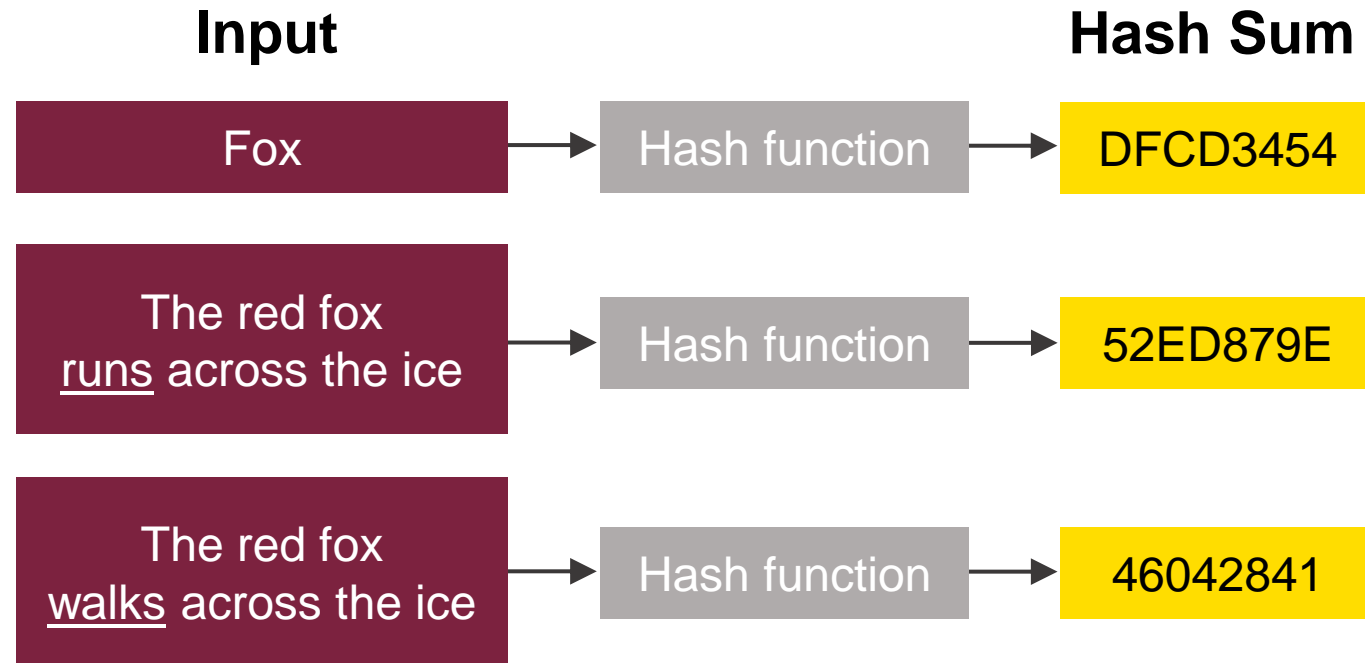 Input
Hash Sum
Fox
Hash function
DFCD3454
The red fox
runs across the ice
Hash function
52ED879E
The red fox
walks across the ice
Hash function
46042841